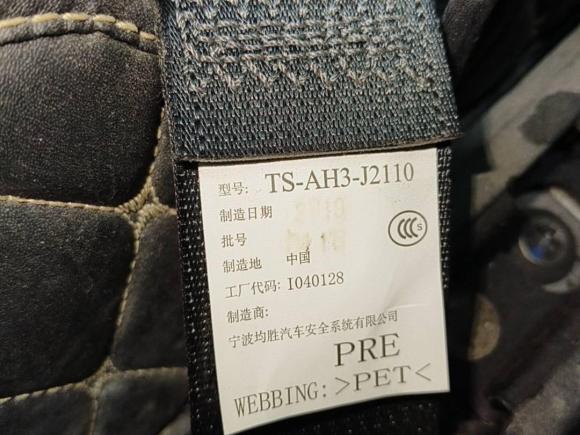 型号: TS-AH3-J2110
制造日期
批号
CCC S
制造地 中国
工厂代码: I040128
制造商:
宁波均胜汽车安全系统有限公司
PRE
WEBBING: >PET<